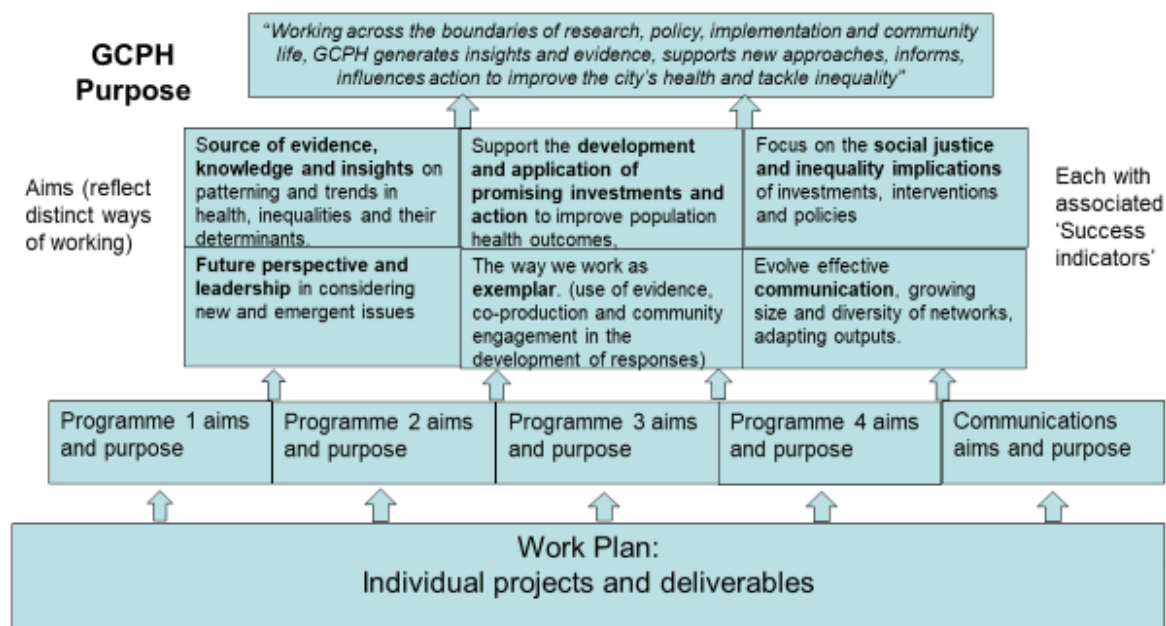 GCPH
Purpose
“Working across the boundaries of research, policy, implementation and community
life, GCPH generates insights and evidence, supports new approaches, informs,
influences action to improve the city’s health and tackle inequality”
Aims (reflect
distinct ways
of working)
Source of evidence,
knowledge and insights on
patterning and trends in
health, inequalities and their
determinants.
Support the development
and application of
promising investments and
action to improve population
health outcomes,
Focus on the social justice
and inequality implications
of investments, interventions
and policies
Each with
associated
‘Success
indicators’
Future perspective and
leadership in considering
new and emergent issues
The way we work as
exemplar. (use of evidence,
co-production and community
engagement in the
development of responses)
Evolve effective
communication, growing
size and diversity of networks,
adapting outputs.
Programme 1 aims
and purpose
Programme 2 aims
and purpose
Programme 3 aims
and purpose
Programme 4 aims
and purpose
Communications
aims and purpose
Work Plan:
Individual projects and deliverables